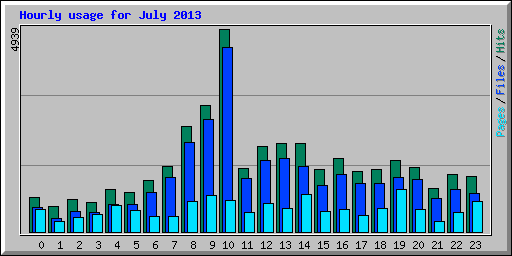 Hourly usage for July 2013
4939
Pages/Files/Hits
0 1 2 3 4 5 6 7 8 9 10 11 12 13 14 15 16 17 18 19 20 21 22 23